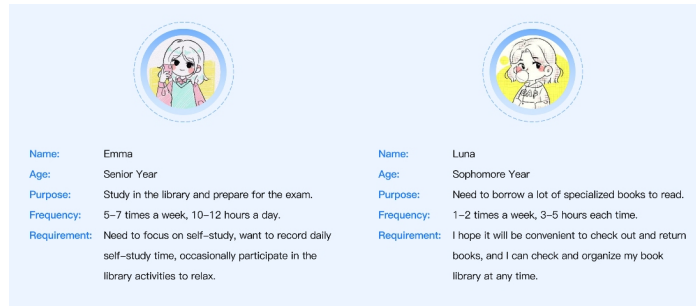 Name: Emma
Age: Senior Year
Purpose: Study in the library and prepare for the exam.
Frequency: 5–7 times a week, 10–12 hours a day.
Requirement: Need to focus on self–study, want to record daily
self–study time, occasionally participate in the
library activities to relax.
Name: Luna
Age: Sophomore Year
Purpose: Need to borrow a lot of specialized books to read.
Frequency: 1–2 times a week, 3–5 hours each time.
Requirement: I hope it will be convenient to check out and return
books, and I can check and organize my book
library at any time.